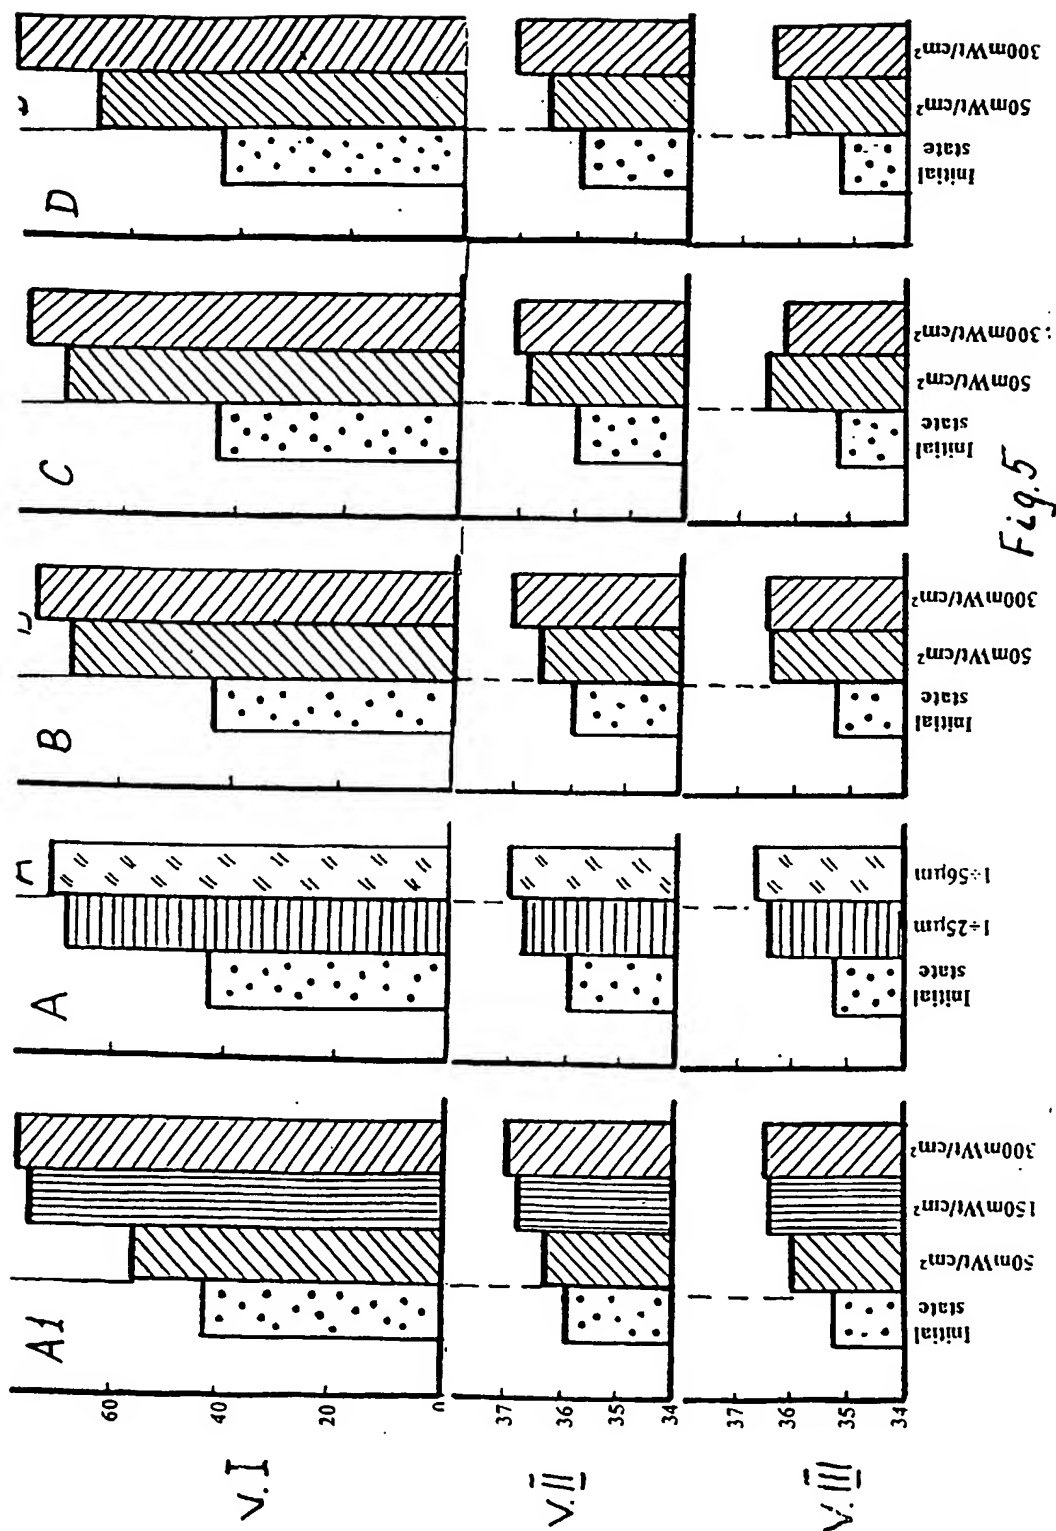 A1
A
B
C
D
V.I
60
40
20
0
V.II
37
36
35
34
V.III
37
36
35
34
Initial
state
50mWt/cm²
150mWt/cm²
300mWt/cm²
Initial
state
1÷25µm
1÷56µm
Initial
state
50mWt/cm²
300mWt/cm²
Initial
state
50mWt/cm²
300mWt/cm²
Initial
state
50mWt/cm²
300mWt/cm²
Fig.5